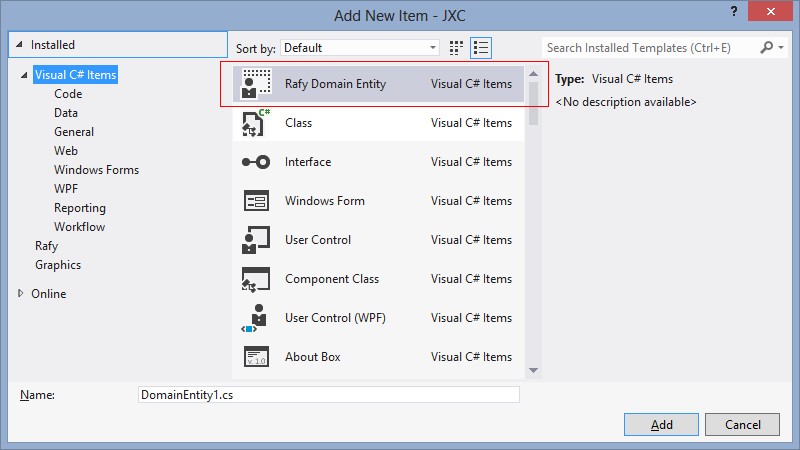 Add New Item - JXC
?
Installed
Sort by: Default
Search Installed Templates (Ctrl+E)
Visual C# Items
Code
Data
General
Web
Windows Forms
WPF
Reporting
Workflow
Rafy
Graphics
Online
Rafy Domain Entity Visual C# Items
C# Class Visual C# Items
Interface Visual C# Items
Windows Form Visual C# Items
User Control Visual C# Items
Component Class Visual C# Items
User Control (WPF) Visual C# Items
v. 1.0 About Box Visual C# Items
Type: Visual C# Items
<No description available>
Name: DomainEntity1.cs
Add Cancel